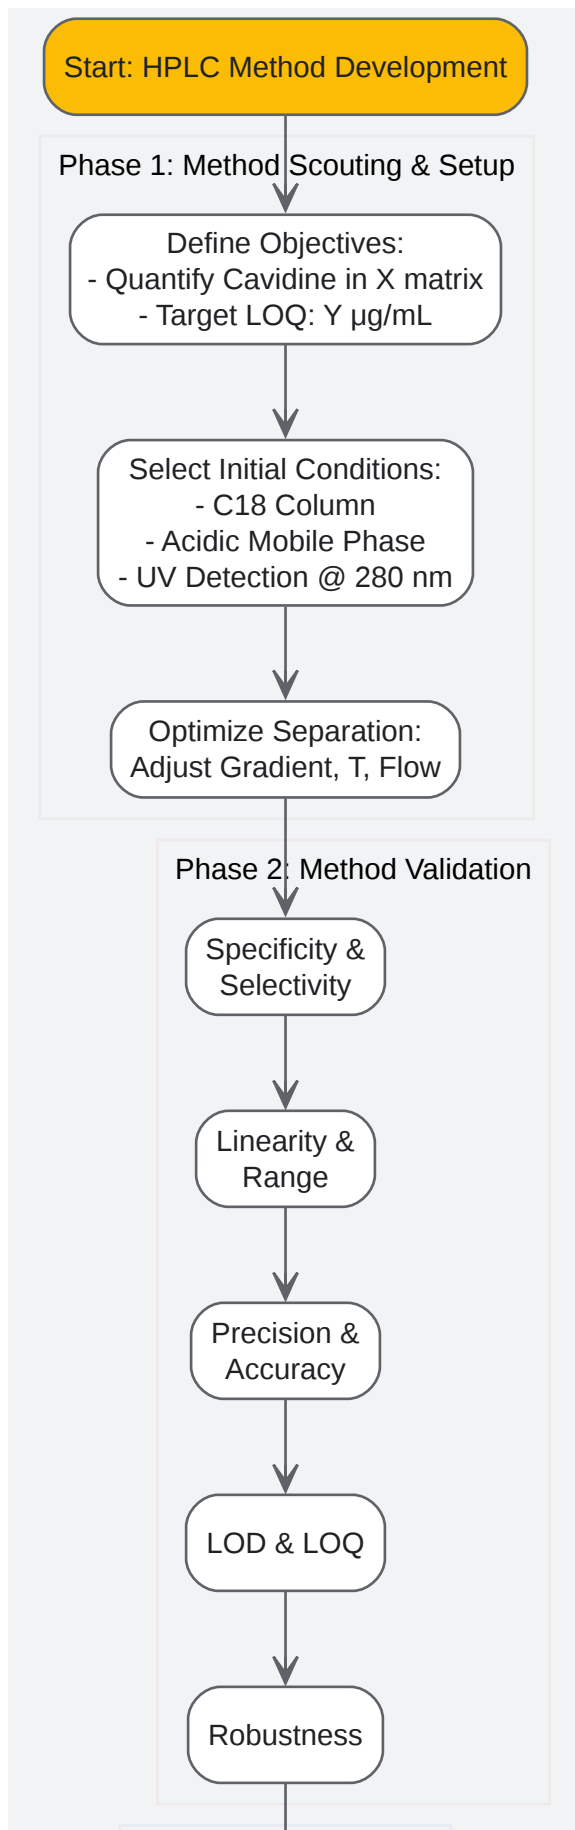 Start: HPLC Method Development
Phase 1: Method Scouting & Setup
Define Objectives:
- Quantify Cavidine in X matrix
- Target LOQ: Y µg/mL
Select Initial Conditions:
- C18 Column
- Acidic Mobile Phase
- UV Detection @ 280 nm
Optimize Separation:
Adjust Gradient, T, Flow
Phase 2: Method Validation
Specificity &
Selectivity
Linearity &
Range
Precision &
Accuracy
LOD & LOQ
Robustness